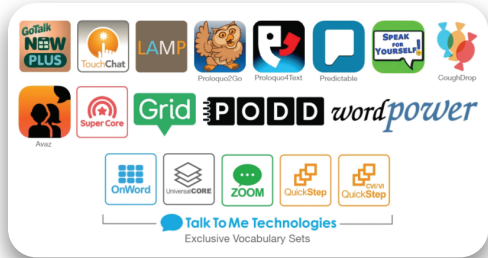 GoTalk
NOW
PLUS
TouchChat
LAMP
Proloquo2Go
Proloquo4Text
Predictable
SPEAK
FOR
YOURSELF!
CoughDrop
Avaz
Super Core
Grid
PODD
wordpower
OnWord
UniversalCORE
ZOOM
QuickStep
CVI/VI
QuickStep
Talk To Me Technologies
Exclusive Vocabulary Sets